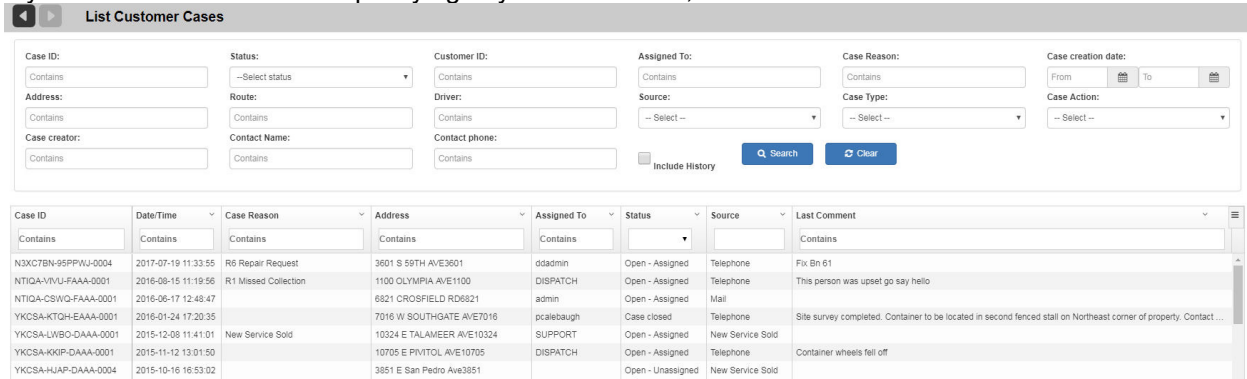 List Customer Cases
Case ID: Status: Customer ID: Assigned To: Case Reason: Case creation date:
Contains --Select status Contains Contains Contains From To
Address: Route: Driver: Source: Case Type: Case Action:
Contains Contains Contains -- Select -- -- Select -- -- Select --
Case creator: Contact Name: Contact phone:
Contains Contains Contains Include History Search Clear
Case ID Date/Time Case Reason Address Assigned To Status Source Last Comment
Contains Contains Contains Contains Contains Contains
N3XC7BN-95PPWJ-0004 2017-07-19 11:33:55 R6 Repair Request 3601 S 59TH AVE3601 ddadmin Open - Assigned Telephone Fix Bn 61
NTIQA-VIVU-FAAA-0001 2016-08-15 11:19:56 R1 Missed Collection 1100 OLYMPIA AVE1100 DISPATCH Open - Assigned Telephone This person was upset go say hello
NTIQA-CSWQ-FAAA-0001 2016-06-17 12:48:47 6821 CROSFIELD RD6821 admin Open - Assigned Mail
YKCSA-KTQH-EAAA-0001 2016-01-24 17:20:35 7016 W SOUTHGATE AVE7016 pcalebaugh Case closed Telephone Site survey completed. Container to be located in second fenced stall on Northeast corner of property. Contact ...
YKCSA-LWBO-DAAA-0001 2015-12-08 11:41:01 New Service Sold 10324 E TALAMEER AVE10324 SUPPORT Open - Assigned New Service Sold
YKCSA-KKIP-DAAA-0001 2015-11-12 13:01:50 10705 E PIVITOL AVE10705 DISPATCH Open - Assigned Telephone Container wheels fell off
YKCSA-HJAP-DAAA-0004 2015-10-16 16:53:02 3851 E San Pedro Ave3851 Open - Unassigned New Service Sold